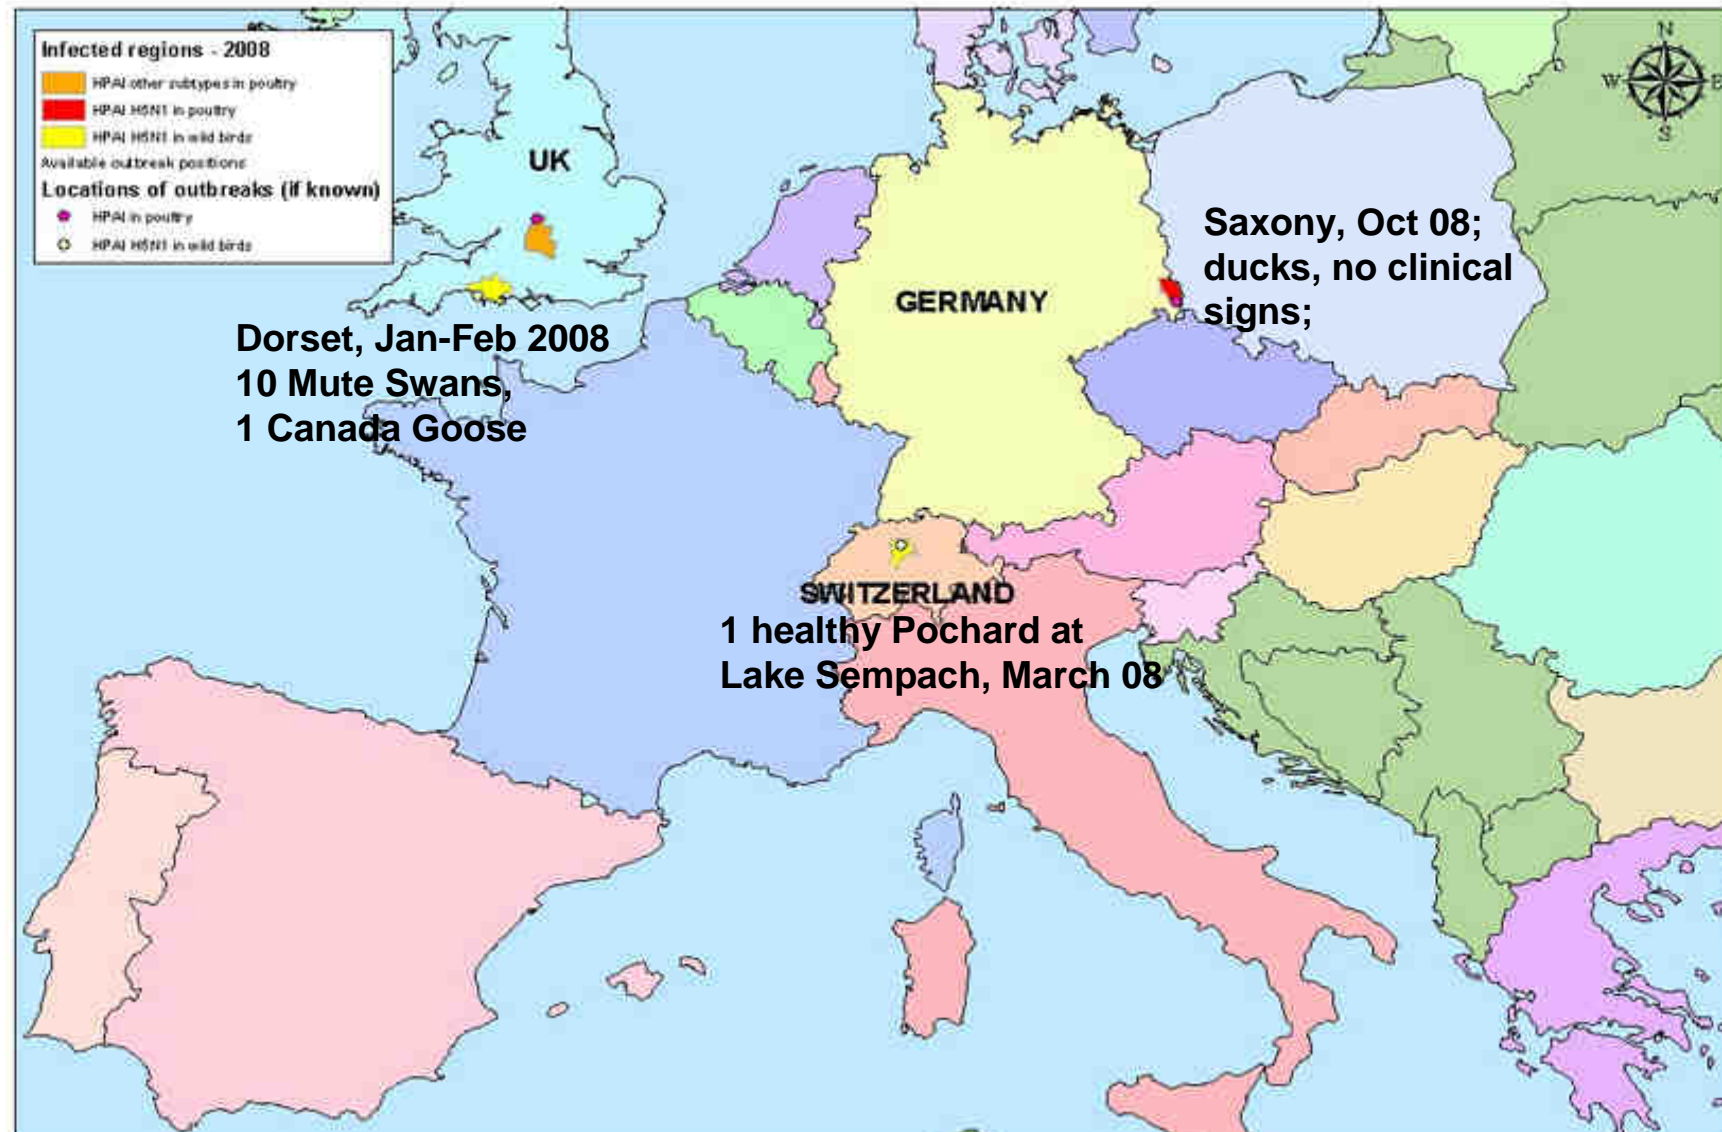 Infected regions - 2008
HPAI other subtypes in poultry
HPAI H5N1 in poultry
HPAI H5N1 in wild birds
Available outbreak positions
Locations of outbreaks (if known)
HPAI in poultry
HPAI H5N1 in wild birds
N
W
E
S
UK
Saxony, Oct 08;
ducks, no clinical
signs;
GERMANY
Dorset, Jan-Feb 2008
10 Mute Swans,
1 Canada Goose
SWITZERLAND
1 healthy Pochard at
Lake Sempach, March 08